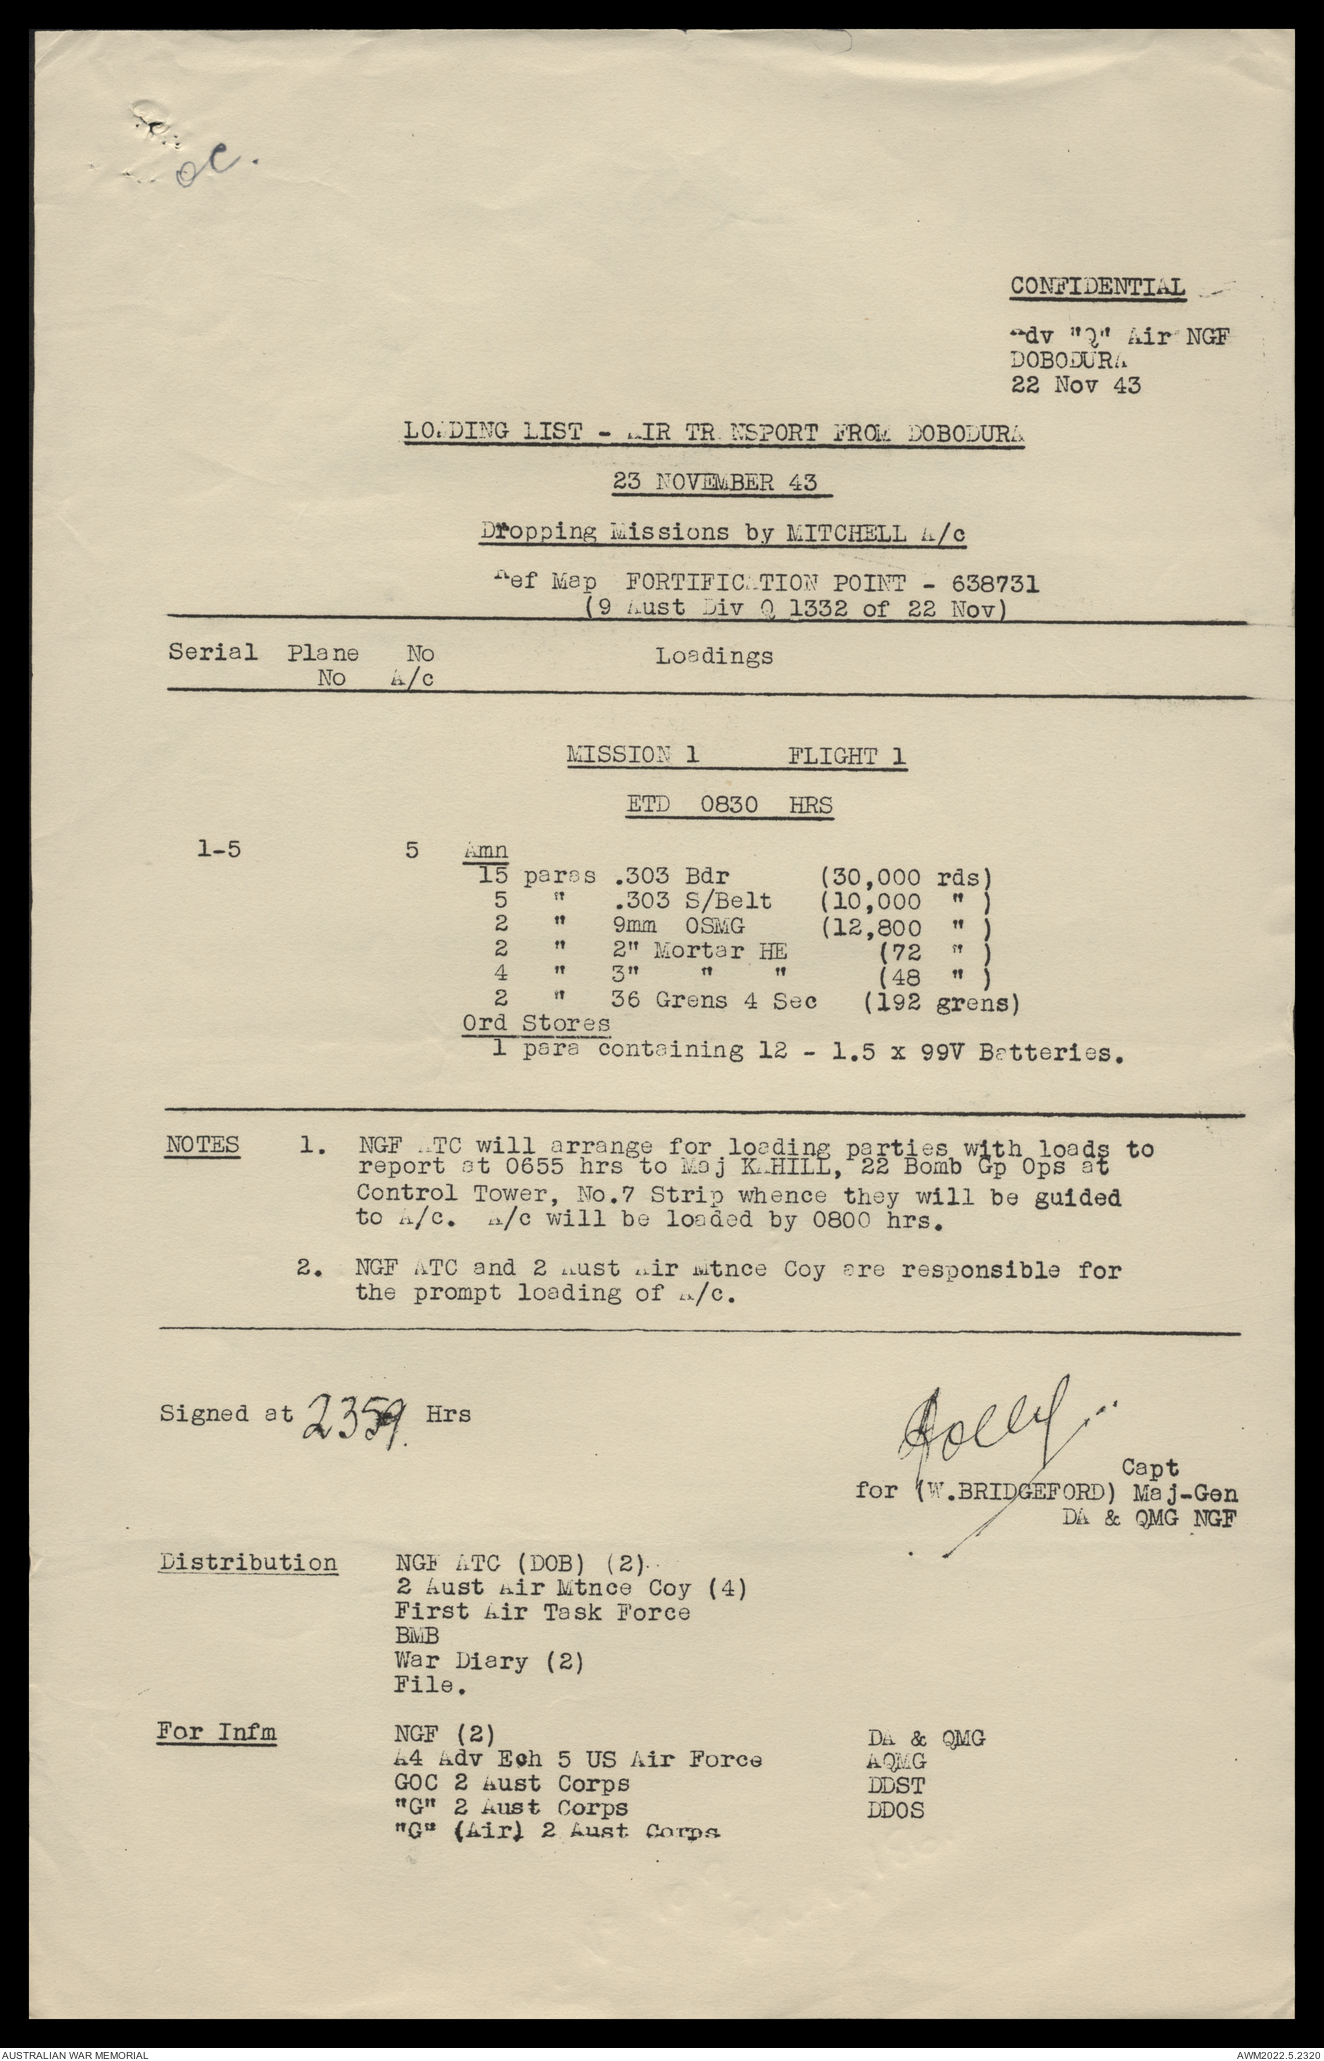 oc.
CONFIDENTIAL
Adv "Q" Air NGF
DOBODURA
22 Nov 43
LOADING LIST - AIR TRANSPORT FROM DOBODURA
23 NOVEMBER 43
Dropping Missions by MITCHELL A/c
Ref Map FORTIFICATION POINT - 638731
(9 Aust Div Q 1332 of 22 Nov)
Serial Plane No Loadings
No A/c
MISSION 1 FLIGHT 1
ETD 0830 HRS
1-5 5 Amn
15 paras .303 Bdr (30,000 rds)
5 " .303 S/Belt (10,000 " )
2 " 9mm OSMG (12,800 " )
2 " 2" Mortar HE (72 " )
4 " 3" " " (48 " )
2 " 36 Grens 4 Sec (192 grens)
Ord Stores
1 para containing 12 - 1.5 x 99V Batteries.
NOTES 1. NGF ATC will arrange for loading parties with loads to
report at 0655 hrs to Maj KAHILL, 22 Bomb Gp Ops at
Control Tower, No.7 Strip whence they will be guided
to A/c. A/c will be loaded by 0800 hrs.
2. NGF ATC and 2 Aust Air Mtnce Coy are responsible for
the prompt loading of A/c.
Signed at 2359 Hrs
Capt
for (W.BRIDGEFORD) Maj-Gen
DA & QMG NGF
Distribution NGF ATC (DOB) (2)
2 Aust Air Mtnce Coy (4)
First Air Task Force
BMB
War Diary (2)
File.
For Infm NGF (2) DA & QMG
A4 Adv Ech 5 US Air Force AQMG
GOC 2 Aust Corps DDST
"G" 2 Aust Corps DDOS
"G" (Air) 2 Aust Corps
AUSTRALIAN WAR MEMORIAL AWM2022.5.2320